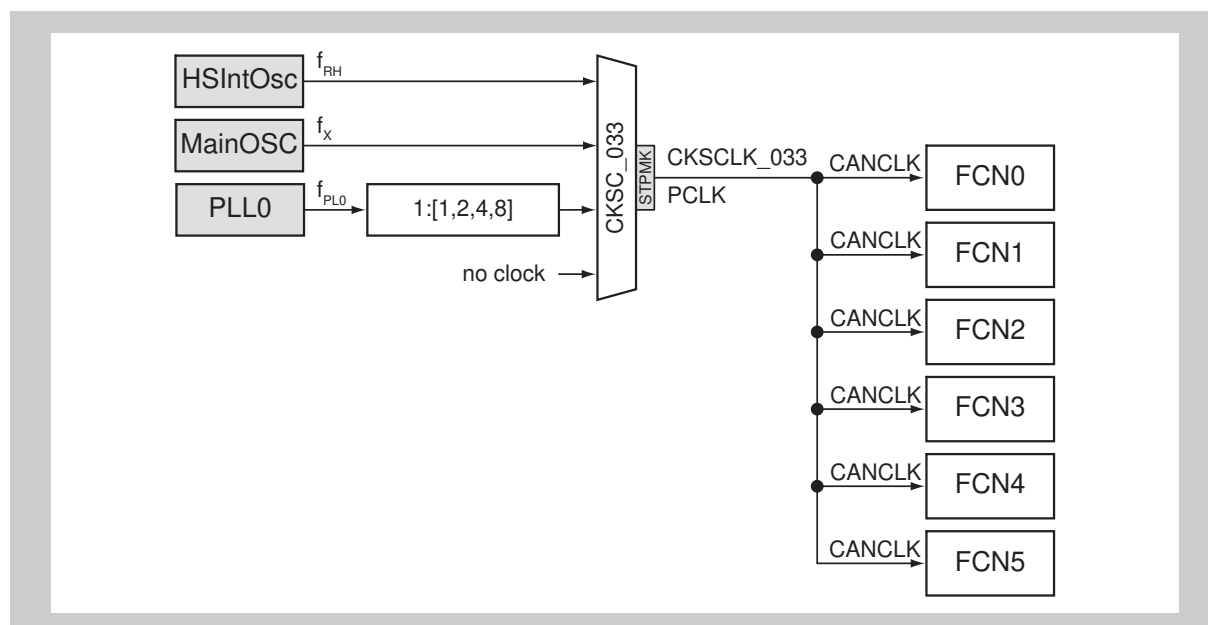 HSIntOsc
fRH
MainOSC
fX
PLL0
fPL0
1:[1,2,4,8]
no clock
CKSC_033
STPMK
CKSCLK_033
PCLK
CANCLK
FCN0
CANCLK
FCN1
CANCLK
FCN2
CANCLK
FCN3
CANCLK
FCN4
CANCLK
FCN5